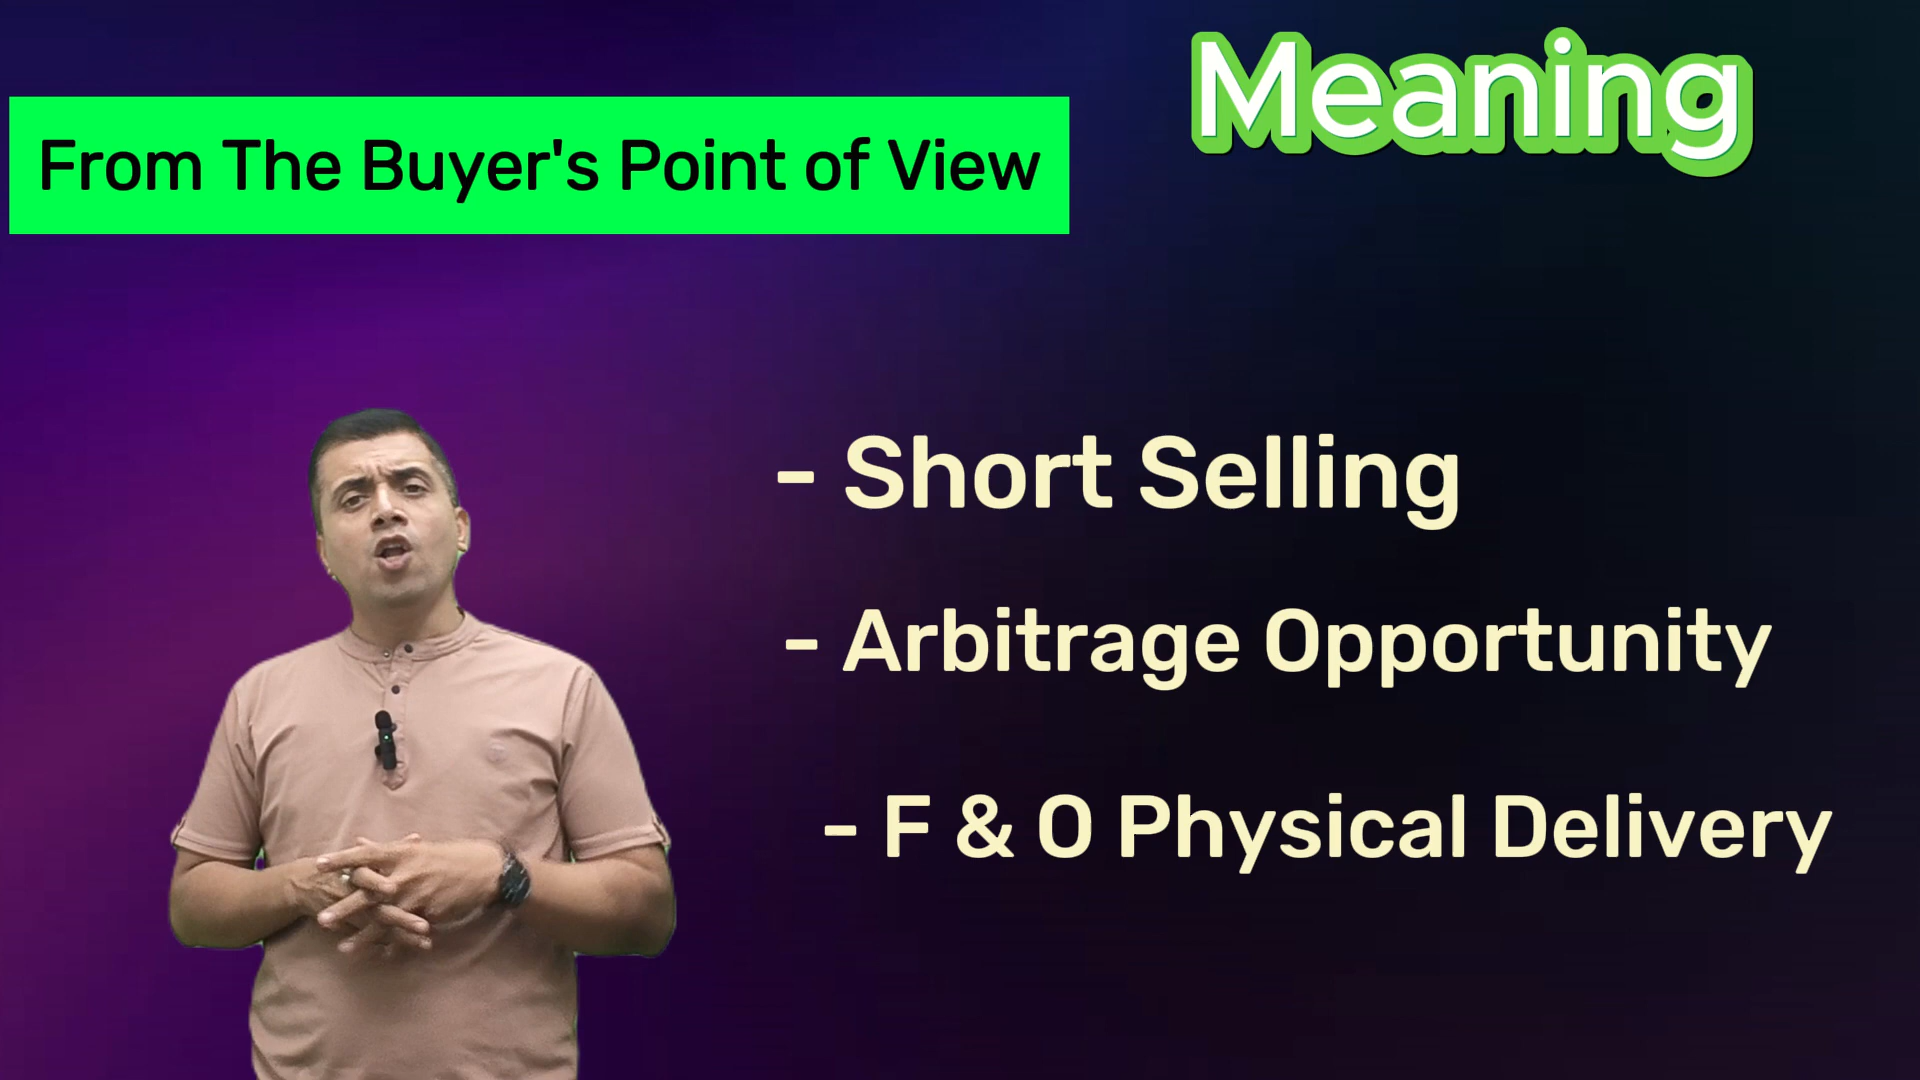 Meaning
From The Buyer's Point of View
- Short Selling
- Arbitrage Opportunity
- F & O Physical Delivery